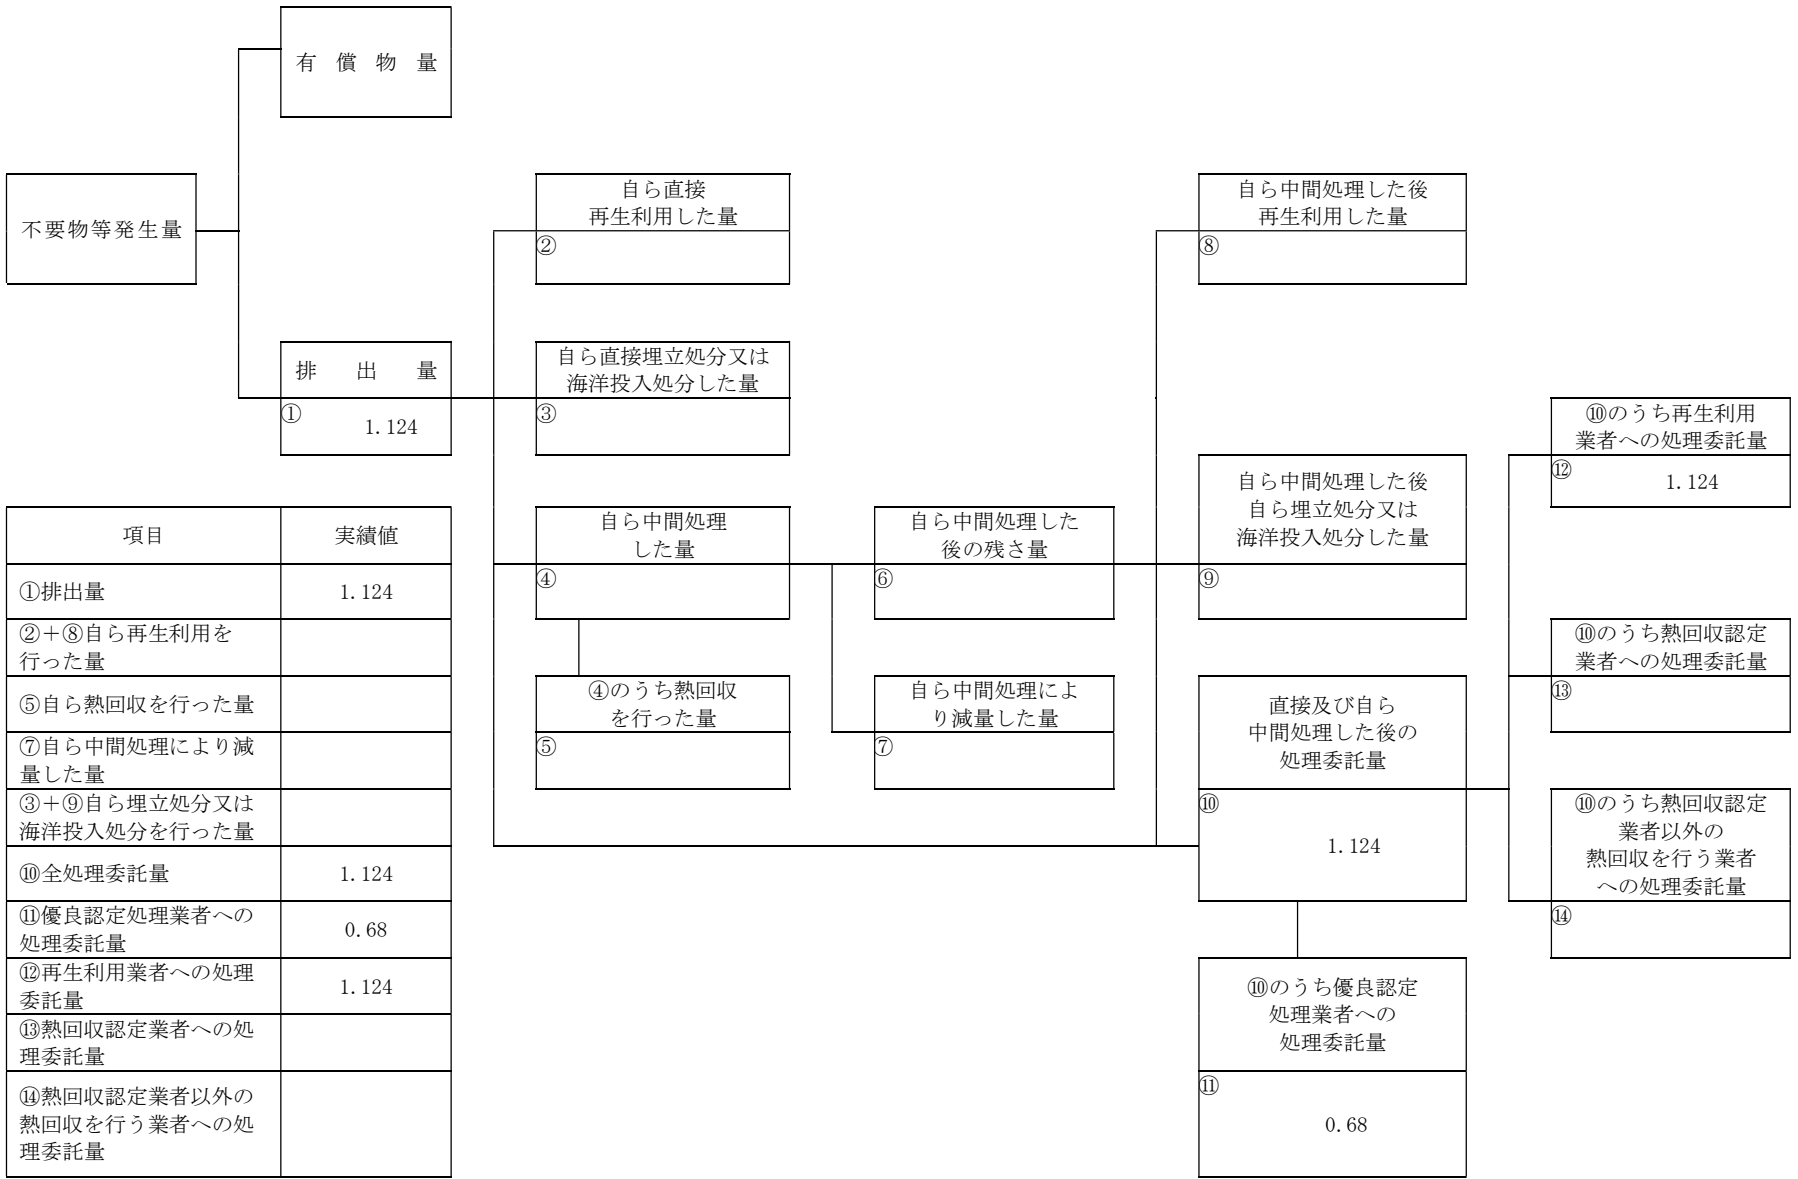 有 償 物 量
不要物等発生量
自ら直接
再生利用した量
②
自ら中間処理した後
再生利用した量
⑧
排 出 量
①
1.124
自ら直接埋立処分又は
海洋投入処分した量
③
⑩のうち再生利用
業者への処理委託量
⑫
1.124
自ら中間処理
した量
④
自ら中間処理した
後の残さ量
⑥
自ら中間処理した後
自ら埋立処分又は
海洋投入処分した量
⑨
⑩のうち熱回収認定
業者への処理委託量
⑬
④のうち熱回収
を行った量
⑤
自ら中間処理によ
り減量した量
⑦
直接及び自ら
中間処理した後の
処理委託量
⑩
1.124
⑩のうち熱回収認定
業者以外の
熱回収を行う業者
への処理委託量
⑭
⑩のうち優良認定
処理業者への
処理委託量
⑪
0.68
項目 実績値
①排出量 1.124
②＋⑧自ら再生利用を
行った量
⑤自ら熱回収を行った量
⑦自ら中間処理により減
量した量
③＋⑨自ら埋立処分又は
海洋投入処分を行った量
⑩全処理委託量 1.124
⑪優良認定処理業者への
処理委託量 0.68
⑫再生利用業者への処理
委託量 1.124
⑬熱回収認定業者への処
理委託量
⑭熱回収認定業者以外の
熱回収を行う業者への処
理委託量